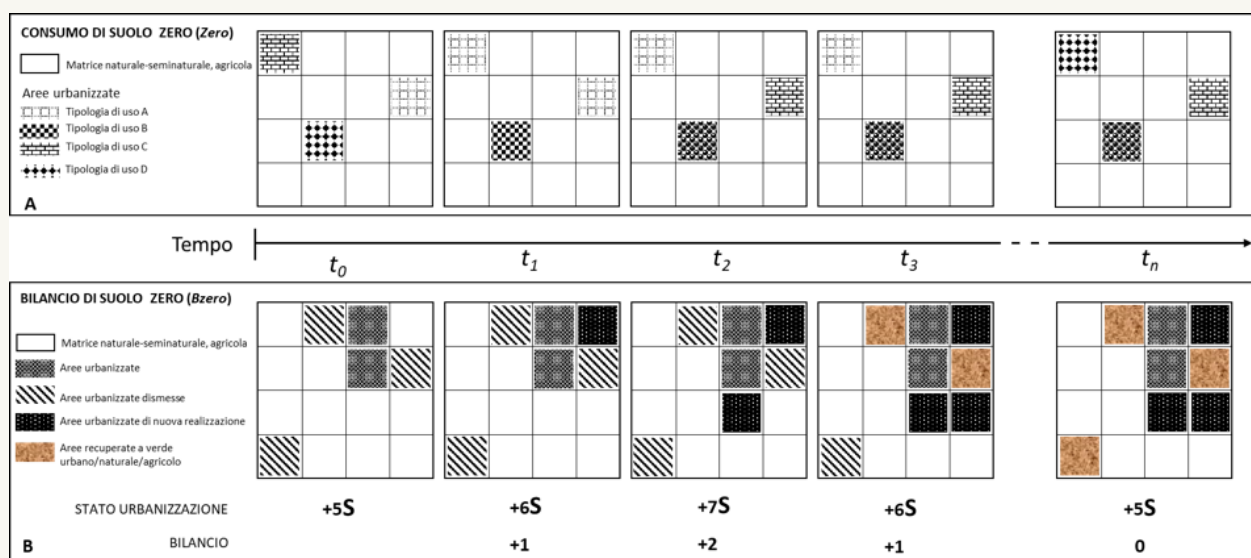 CONSUMO DI SUOLO ZERO (Zero)
Matrice naturale-seminaturale, agricola
Aree urbanizzate
Tipologia di uso A
Tipologia di uso B
Tipologia di uso C
Tipologia di uso D
A
Tempo
t0 t1 t2 t3 tn
BILANCIO DI SUOLO ZERO (Bzero)
Matrice naturale-seminaturale, agricola
Aree urbanizzate
Aree urbanizzate dismesse
Aree urbanizzate di nuova realizzazione
Aree recuperate a verde
urbano/naturale/agricolo
STATO URBANIZZAZIONE +5S +6S +7S +6S +5S
B BILANCIO +1 +2 +1 0